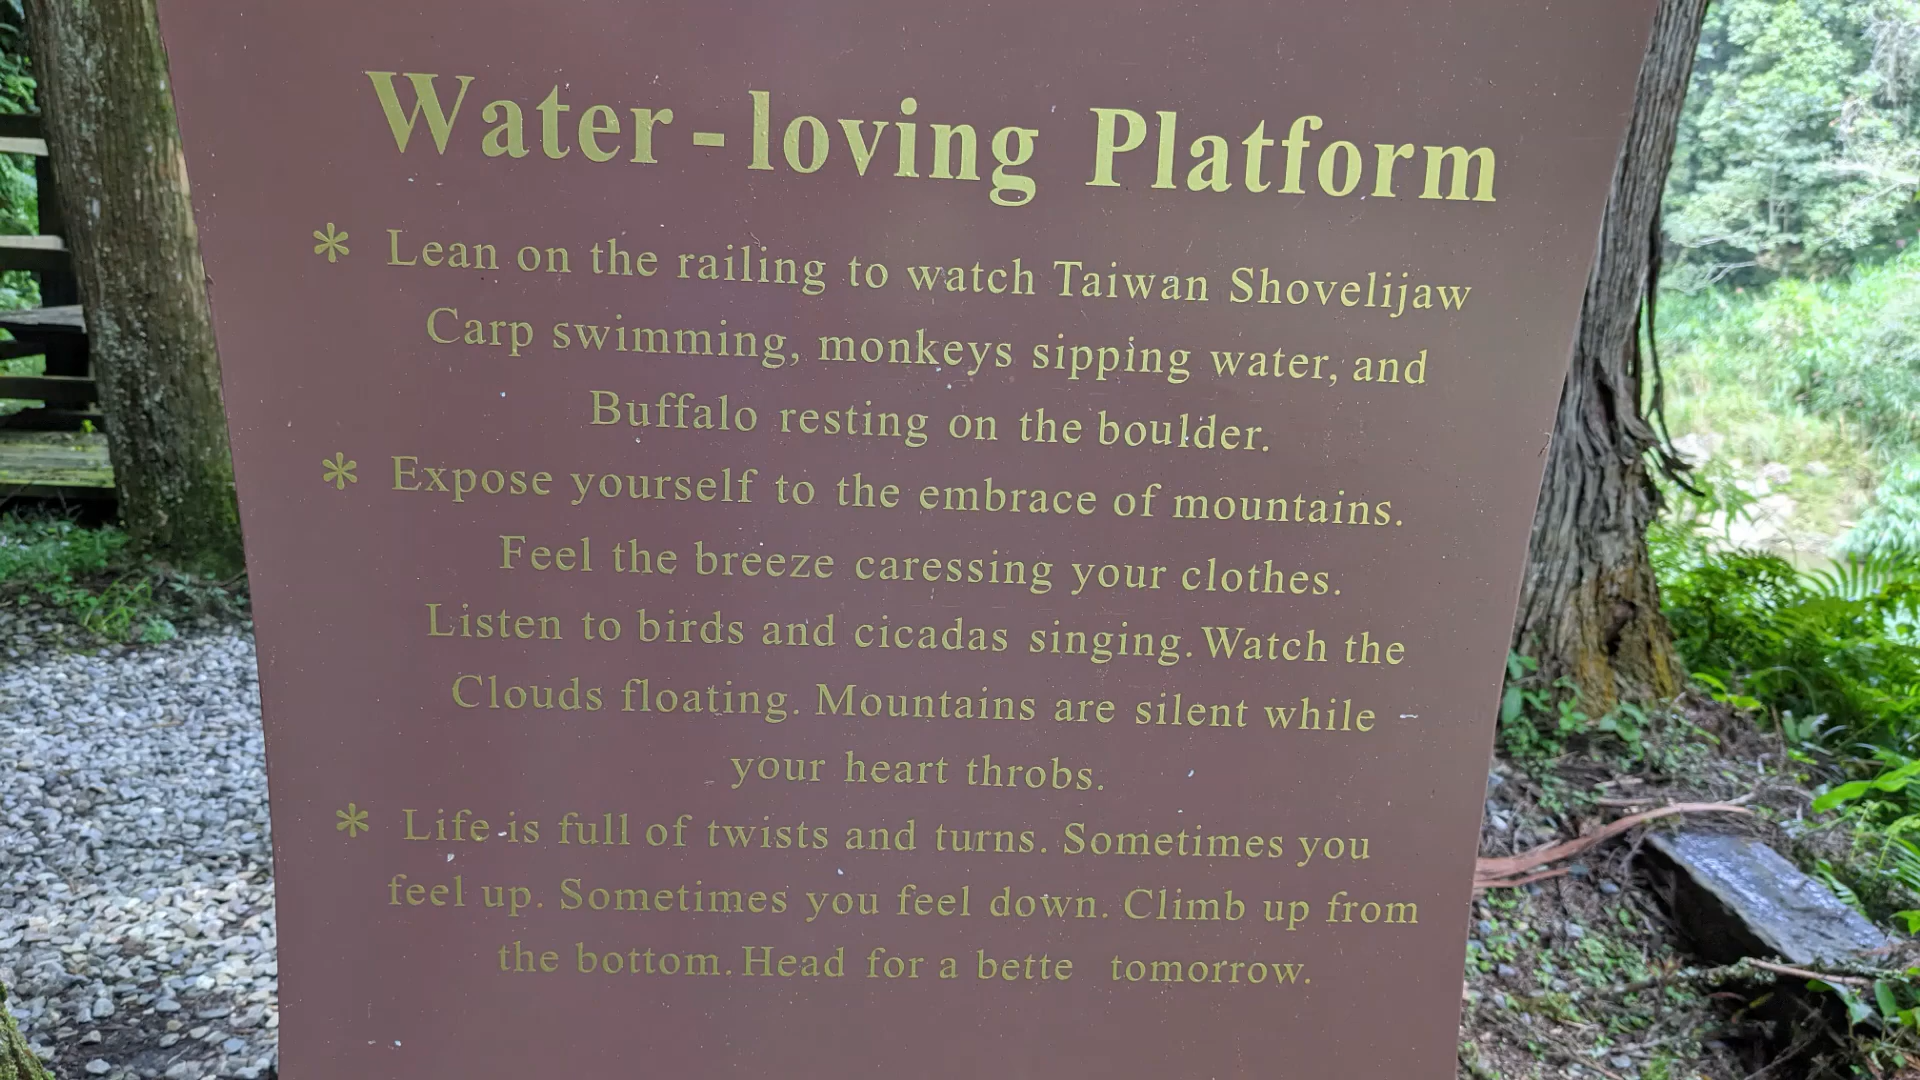 Water-loving Platform
* Lean on the railing to watch Taiwan Shovelijaw
Carp swimming, monkeys sipping water, and
Buffalo resting on the boulder.
* Expose yourself to the embrace of mountains.
Feel the breeze caressing your clothes.
Listen to birds and cicadas singing. Watch the
Clouds floating. Mountains are silent while
your heart throbs.
* Life is full of twists and turns. Sometimes you
feel up. Sometimes you feel down. Climb up from
the bottom. Head for a bette tomorrow.